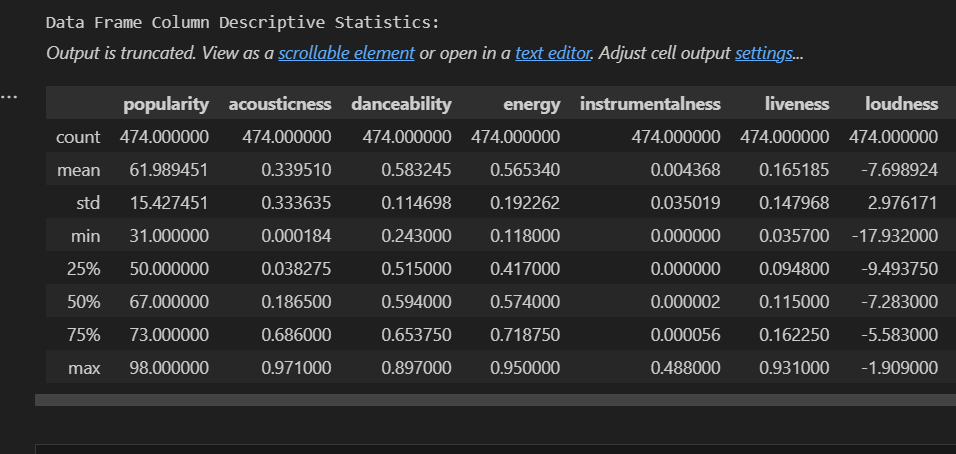 Data Frame Column Descriptive Statistics:
Output is truncated. View as a scrollable element or open in a text editor. Adjust cell output settings...
...
popularity acousticness danceability energy instrumentalness liveness loudness
count 474.000000 474.000000 474.000000 474.000000 474.000000 474.000000 474.000000
mean 61.989451 0.339510 0.583245 0.565340 0.004368 0.165185 -7.698924
std 15.427451 0.333635 0.114698 0.192262 0.035019 0.147968 2.976171
min 31.000000 0.000184 0.243000 0.118000 0.000000 0.035700 -17.932000
25% 50.000000 0.038275 0.515000 0.417000 0.000000 0.094800 -9.493750
50% 67.000000 0.186500 0.594000 0.574000 0.000002 0.115000 -7.283000
75% 73.000000 0.686000 0.653750 0.718750 0.000056 0.162250 -5.583000
max 98.000000 0.971000 0.897000 0.950000 0.488000 0.931000 -1.909000